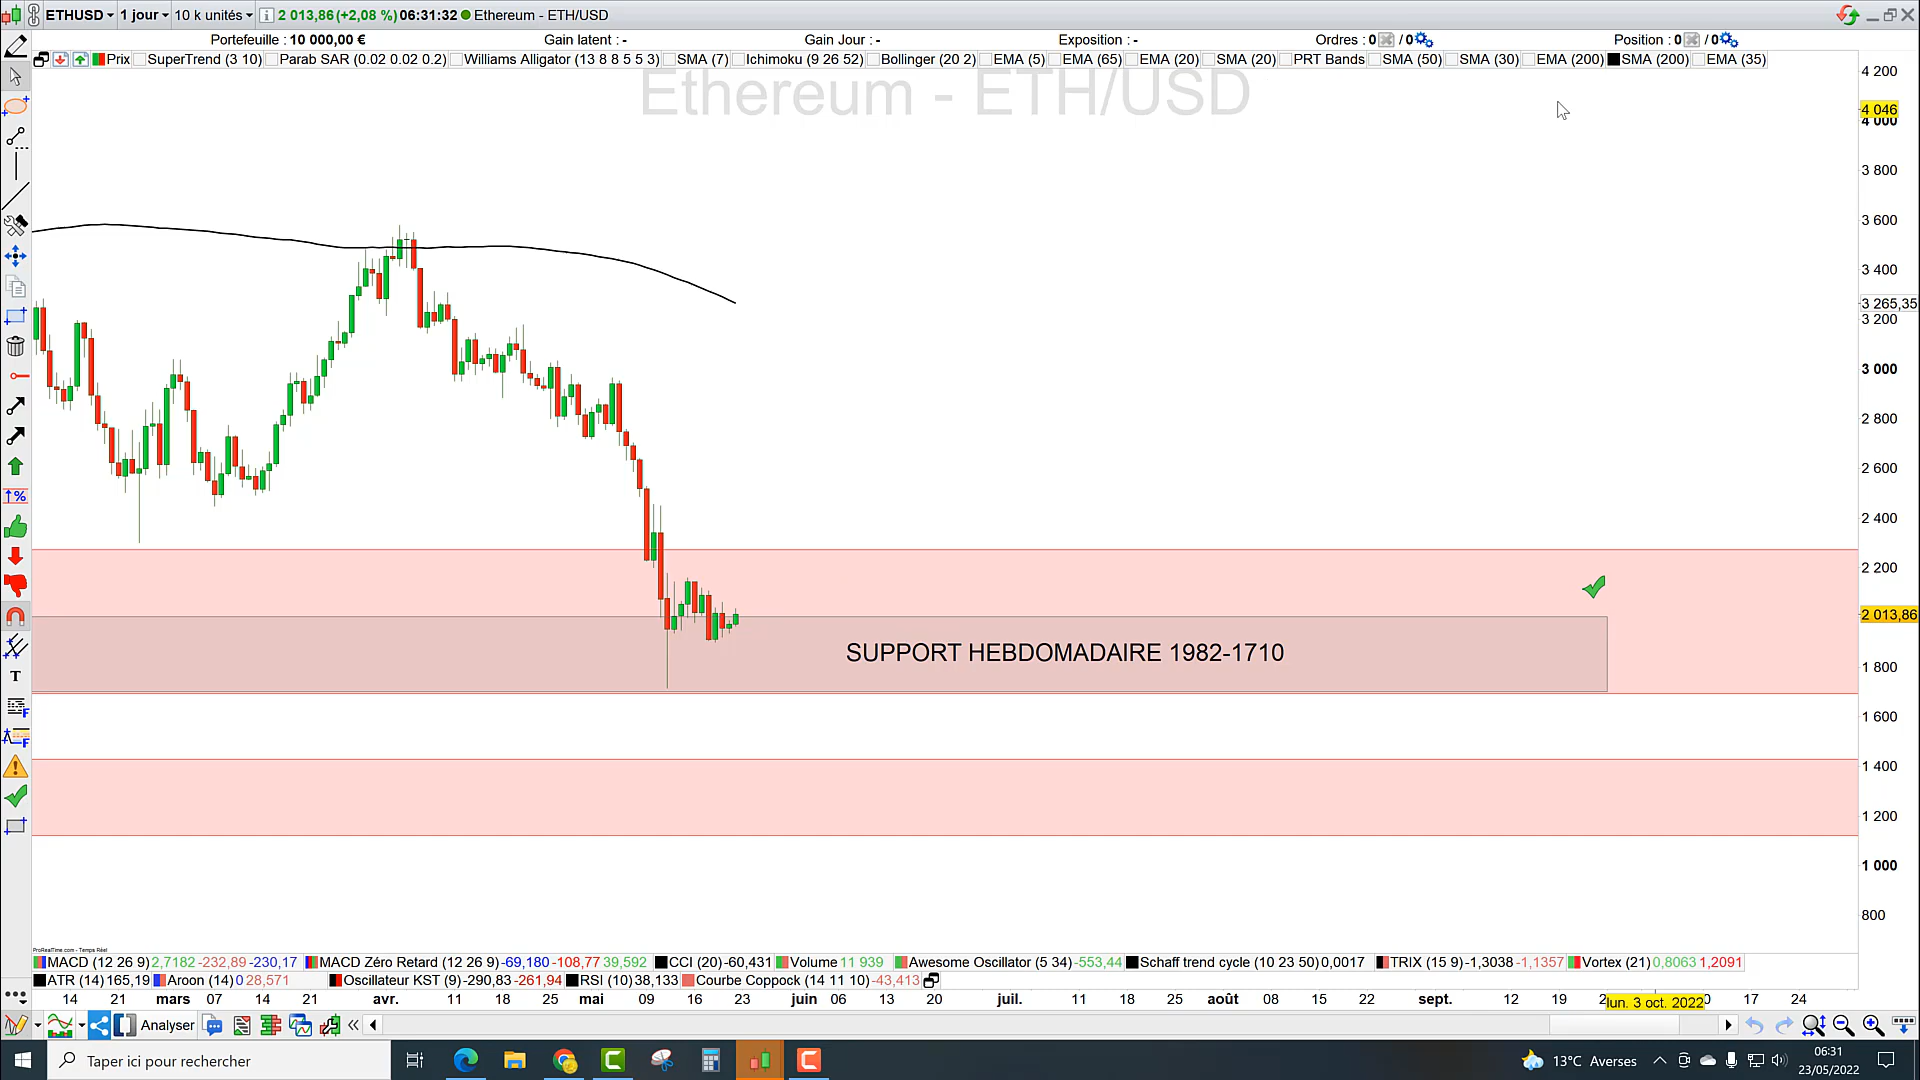 ETHUSD 1 jour 10 k unités 2 013,86 (+2,08 %) 06:31:32 Ethereum - ETH/USD
Portefeuille : 10 000,00 € Gain latent : - Gain Jour : - Exposition : - Ordres : 0 / 0 Position : 0 / 0
Prix SuperTrend (3 10) Parab SAR (0.02 0.02 0.2) Williams Alligator (13 8 8 5 5 3) SMA (7) Ichimoku (9 26 52) Bollinger (20 2) EMA (5) EMA (65) EMA (20) SMA (20) PRT Bands SMA (50) SMA (30) EMA (200) SMA (200) EMA (35)
Ethereum - ETH/USD
4 200
4 046
4 000
3 800
3 600
3 400
3 265,35
3 200
3 000
2 800
2 600
2 400
2 200
2 013,86
SUPPORT HEBDOMADAIRE 1982-1710
1 800
1 600
1 400
1 200
1 000
800
ProRealTime.com - Temps Réel
MACD (12 26 9) 2,7182 -232,89 -230,17 MACD Zéro Retard (12 26 9) -69,180 -108,77 39,592 CCI (20) -60,431 Volume 11 939 Awesome Oscillator (5 34) -553,44 Schaff trend cycle (10 23 50) 0,0017 TRIX (15 9) -1,3038 -1,1357 Vortex (21) 0,8063 1,2091
ATR (14) 165,19 Aroon (14) 0 28,571 Oscillateur KST (9) -290,83 -261,94 RSI (10) 38,133 Courbe Coppock (14 11 10) -43,413
14 21 mars 07 14 21 avr. 11 18 25 mai 09 16 23 juin 06 13 20 juil. 11 18 25 août 08 15 22 sept. 12 19 lun. 3 oct. 2022 17 24
Analyser
Taper ici pour rechercher
13°C Averses
06:31
23/05/2022